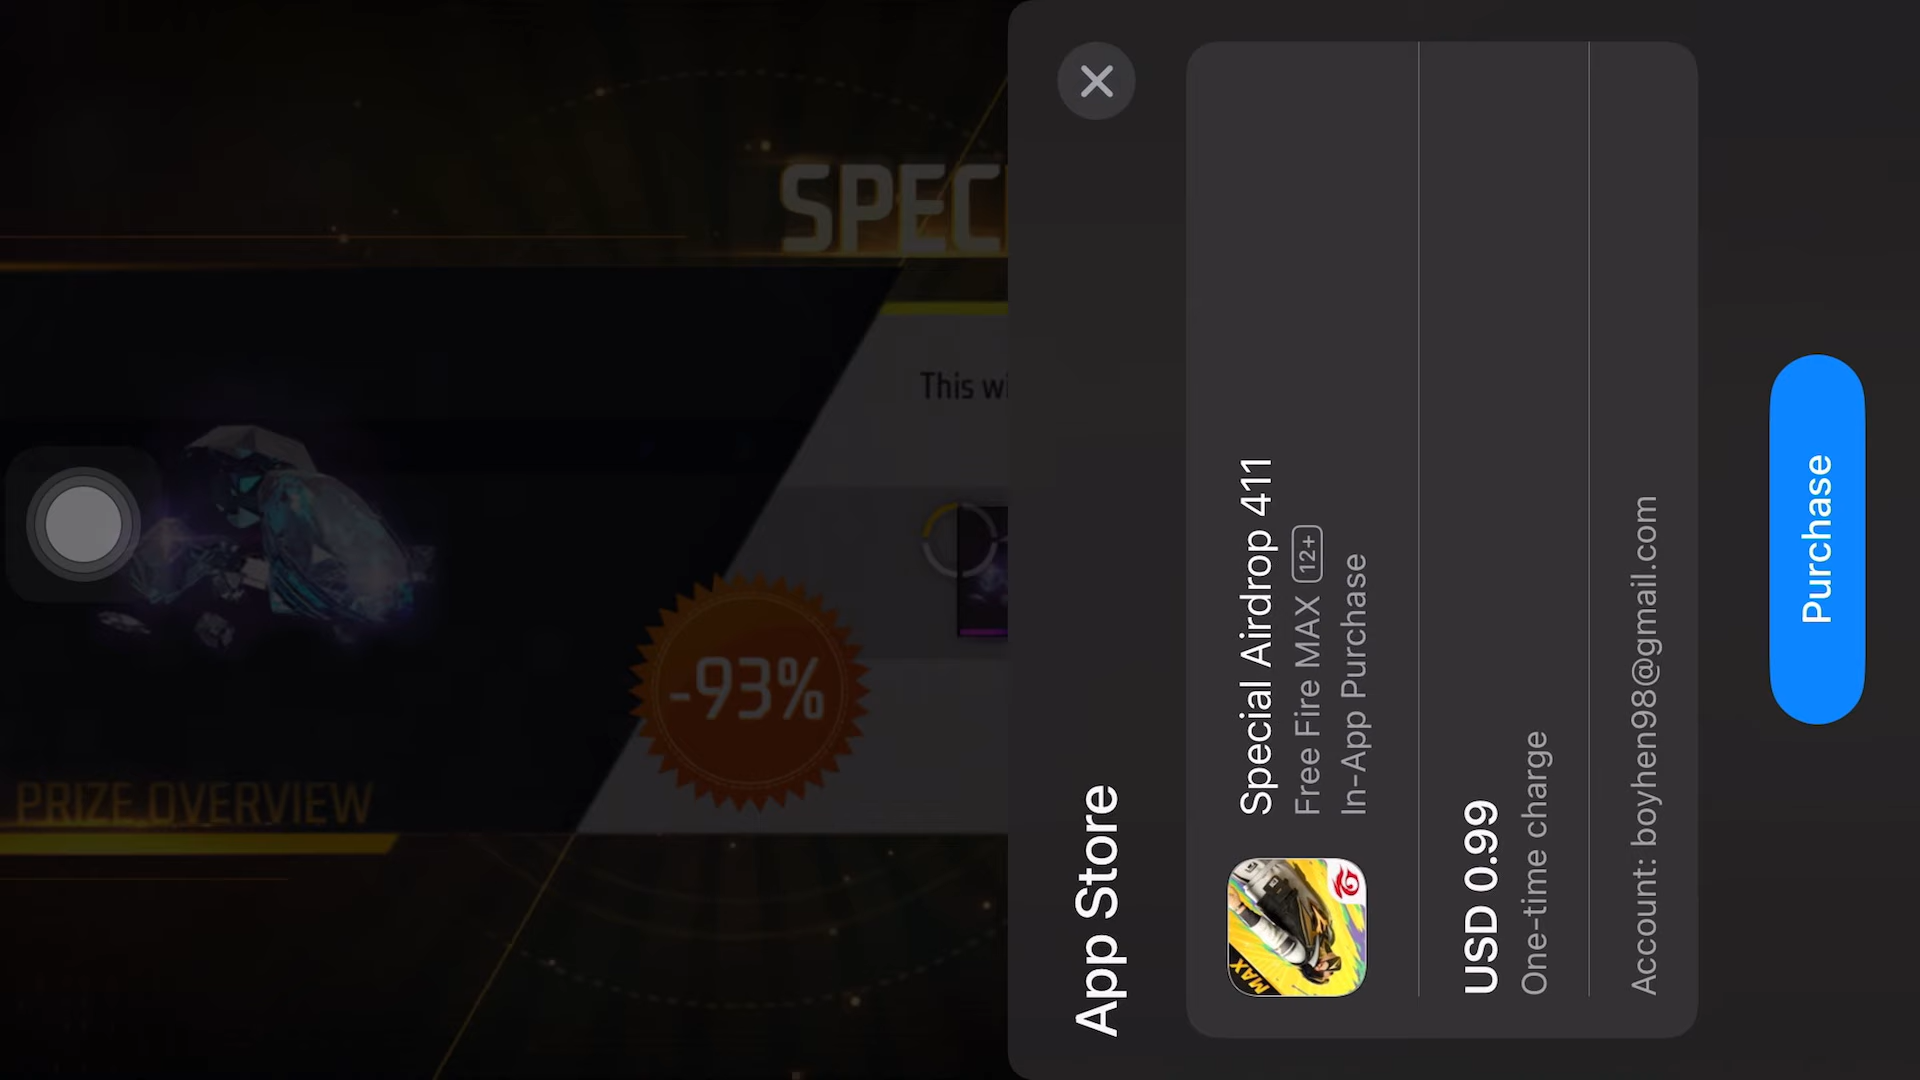 SPEC
This wi
-93%
PRIZE OVERVIEW
App Store
Special Airdrop 411
Free Fire MAX 12+
In-App Purchase
MAX
USD 0.99
One-time charge
Account: boyhen98@gmail.com
Purchase